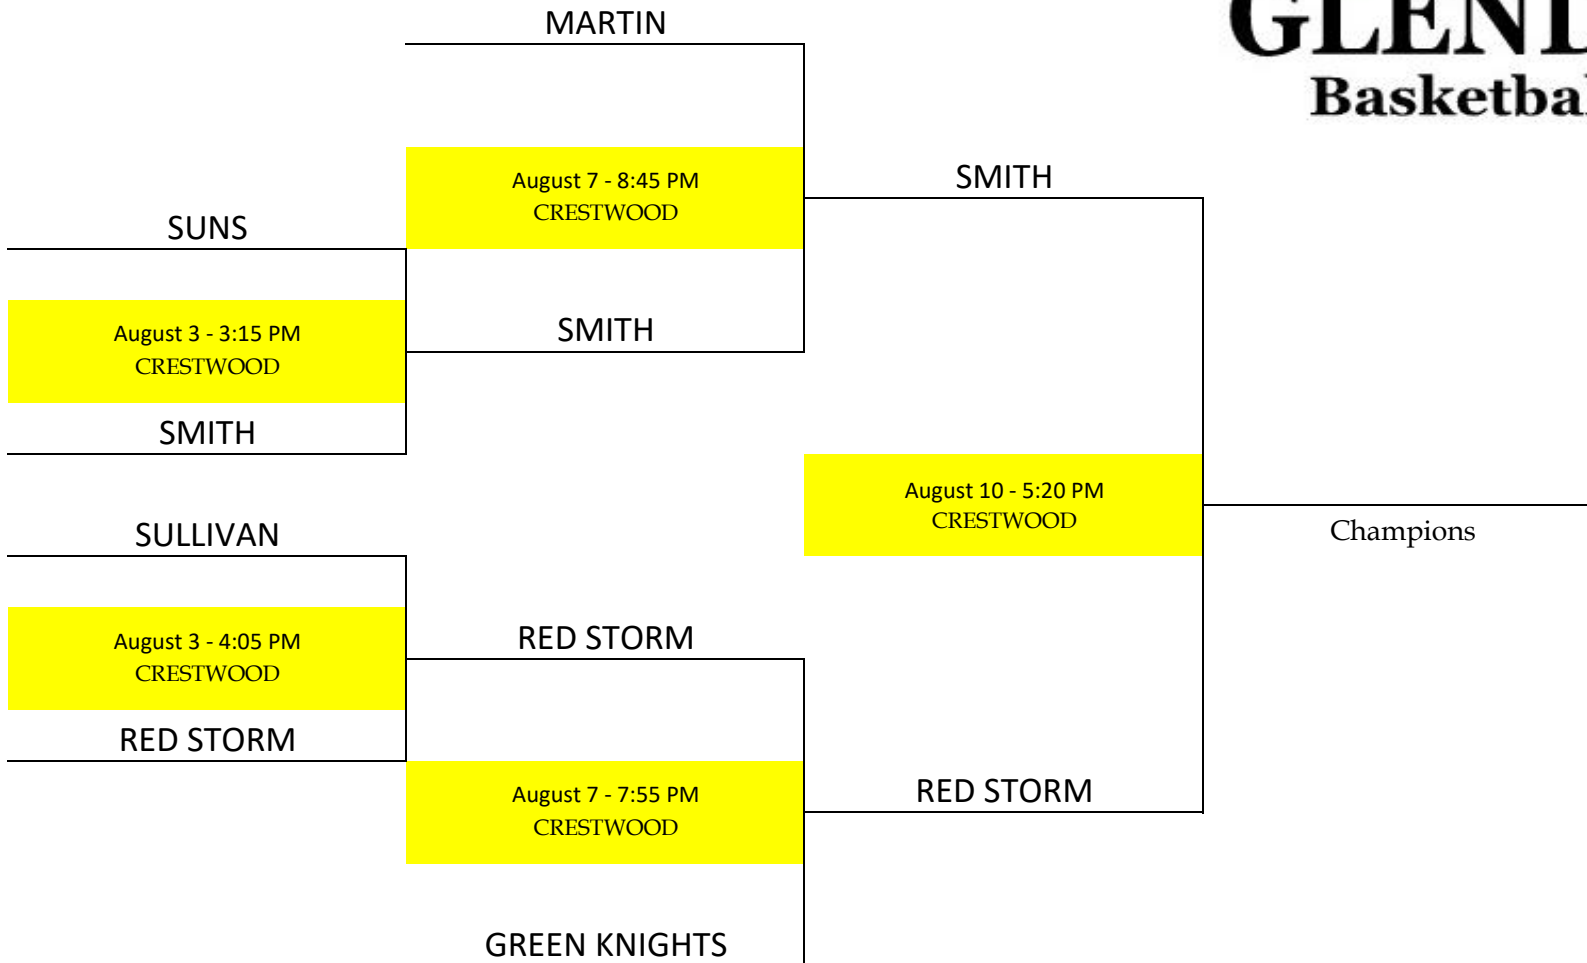 MARTIN
Basketbal
August 7 - 8:45 PM
CRESTWOOD
SMITH
SUNS
August 3 - 3:15 PM
CRESTWOOD
SMITH
SMITH
August 10 - 5:20 PM
CRESTWOOD
SULLIVAN
Champions
August 3 - 4:05 PM
CRESTWOOD
RED STORM
RED STORM
August 7 - 7:55 PM
CRESTWOOD
RED STORM
GREEN KNIGHTS